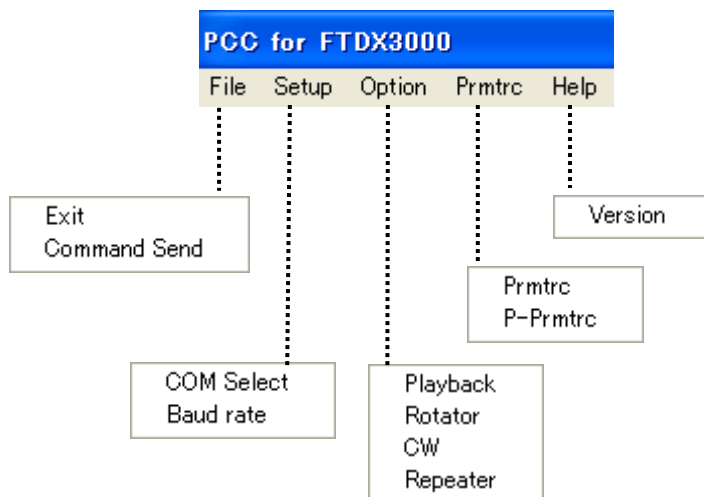 PCC for FTDX3000
File Setup Option Prmtrc Help
Exit
Command Send
Version
Prmtrc
P-Prmtrc
COM Select
Baud rate
Playback
Rotator
CW
Repeater